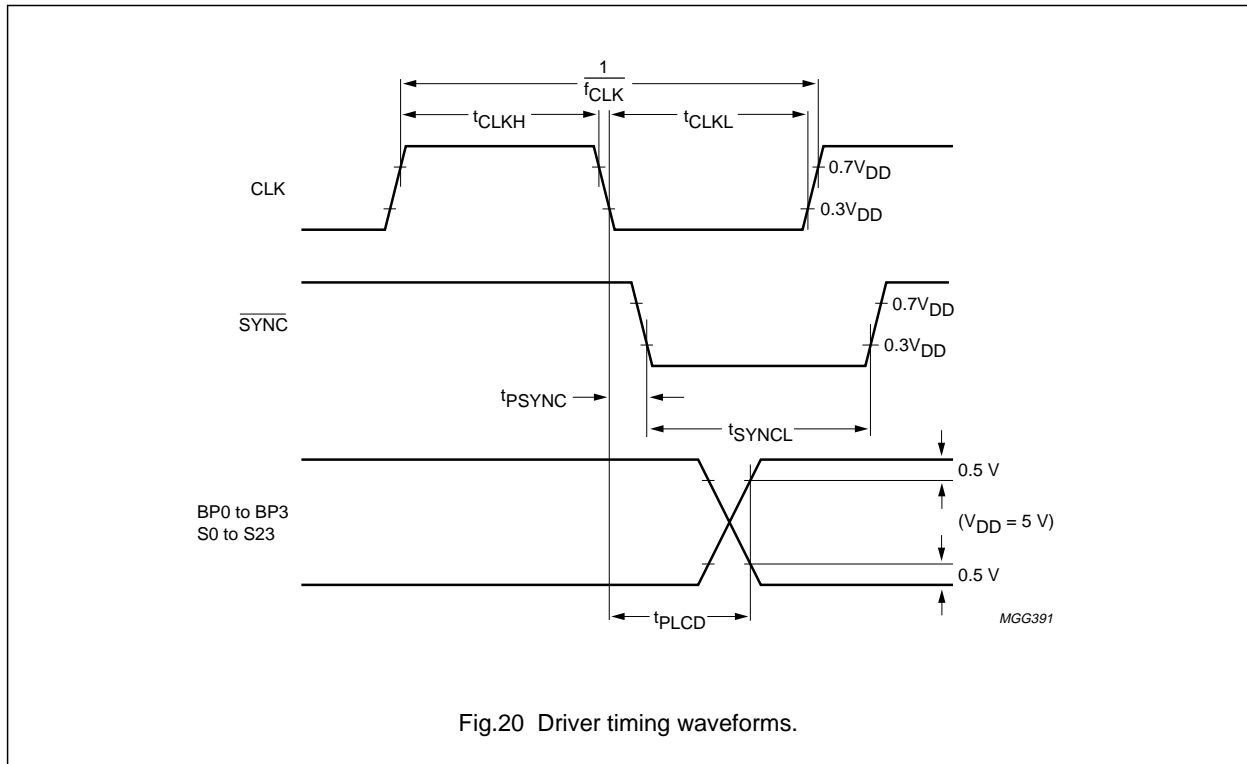 1
fCLK
tCLKH
tCLKL
CLK
0.7VDD
0.3VDD
SYNC
0.7VDD
0.3VDD
tPSYNC
tSYNCL
BP0 to BP3
S0 to S23
0.5 V
(VDD = 5 V)
0.5 V
tPLCD
MGG391
Fig.20 Driver timing waveforms.